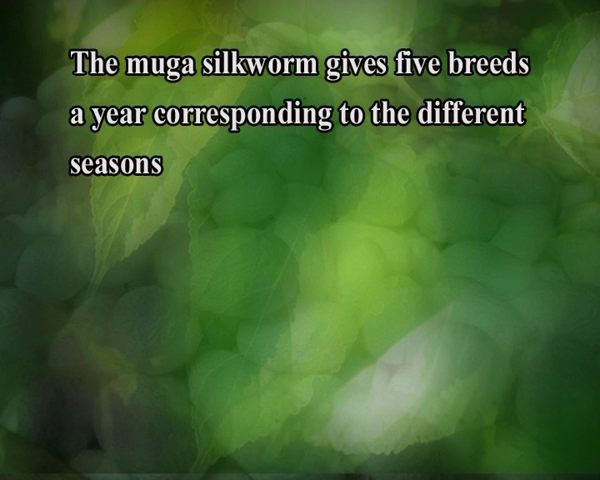 The muga silkworm gives five breeds
a year corresponding to the different
seasons